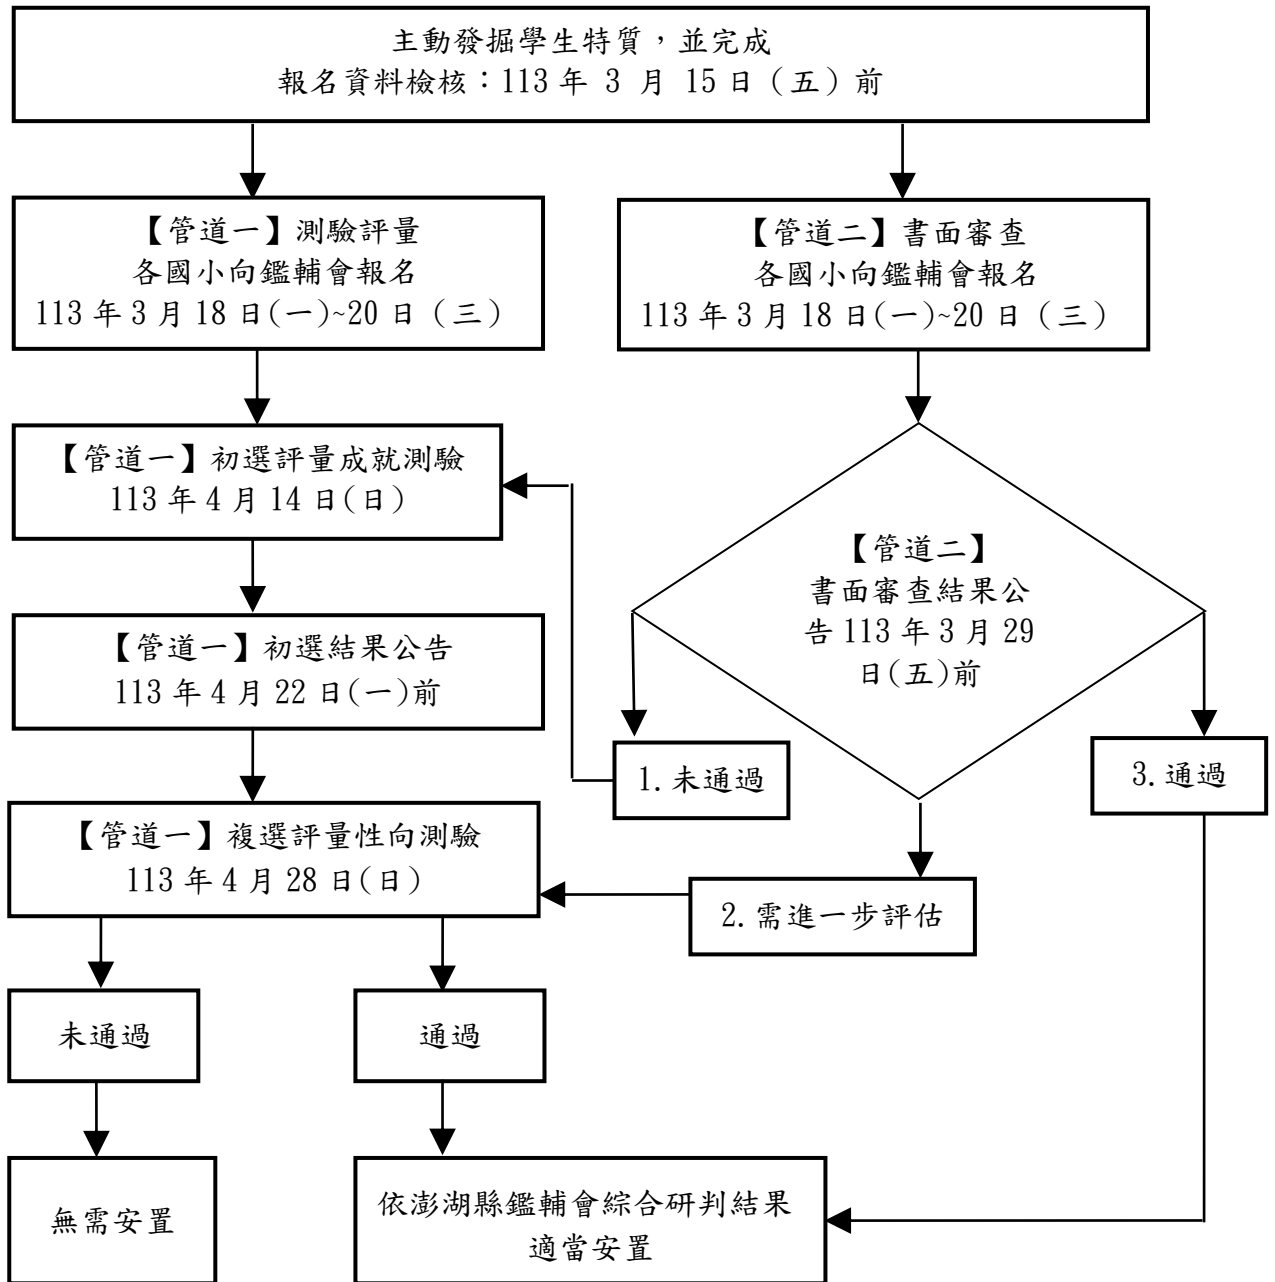 主動發掘學生特質，並完成
報名資料檢核：113 年 3 月 15 日（五）前
【管道一】測驗評量
各國小向鑑輔會報名
113 年 3 月 18 日(一)~20 日（三）
【管道二】書面審查
各國小向鑑輔會報名
113 年 3 月 18 日(一)~20 日（三）
【管道一】初選評量成就測驗
113 年 4 月 14 日(日)
【管道二】
書面審查結果公
告 113 年 3 月 29
日(五)前
【管道一】初選結果公告
113 年 4 月 22 日(一)前
1. 未通過
3. 通過
【管道一】複選評量性向測驗
113 年 4 月 28 日(日)
2. 需進一步評估
未通過
通過
無需安置
依澎湖縣鑑輔會綜合研判結果
適當安置